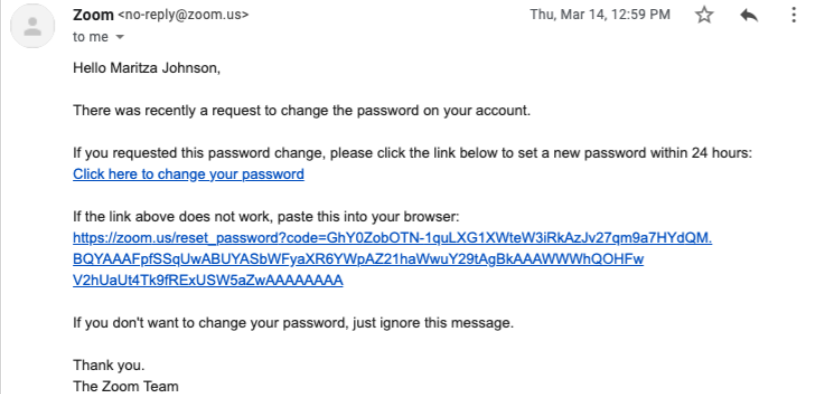 Zoom <no-reply@zoom.us> Thu, Mar 14, 12:59 PM
to me
Hello Maritza Johnson,
There was recently a request to change the password on your account.
If you requested this password change, please click the link below to set a new password within 24 hours:
Click here to change your password
If the link above does not work, paste this into your browser:
https://zoom.us/reset_password?code=GhY0ZobOTN-1quLXG1XWteW3iRkAzJv27qm9a7HYdQM.
BQYAAAFpfSSqUwABUYASbWFyaXR6YWpAZ21haWwuY29tAgBkAAAWWWhQOHFw
V2hUaUt4Tk9fRExUSW5aZwAAAAAAAA
If you don't want to change your password, just ignore this message.
Thank you.
The Zoom Team